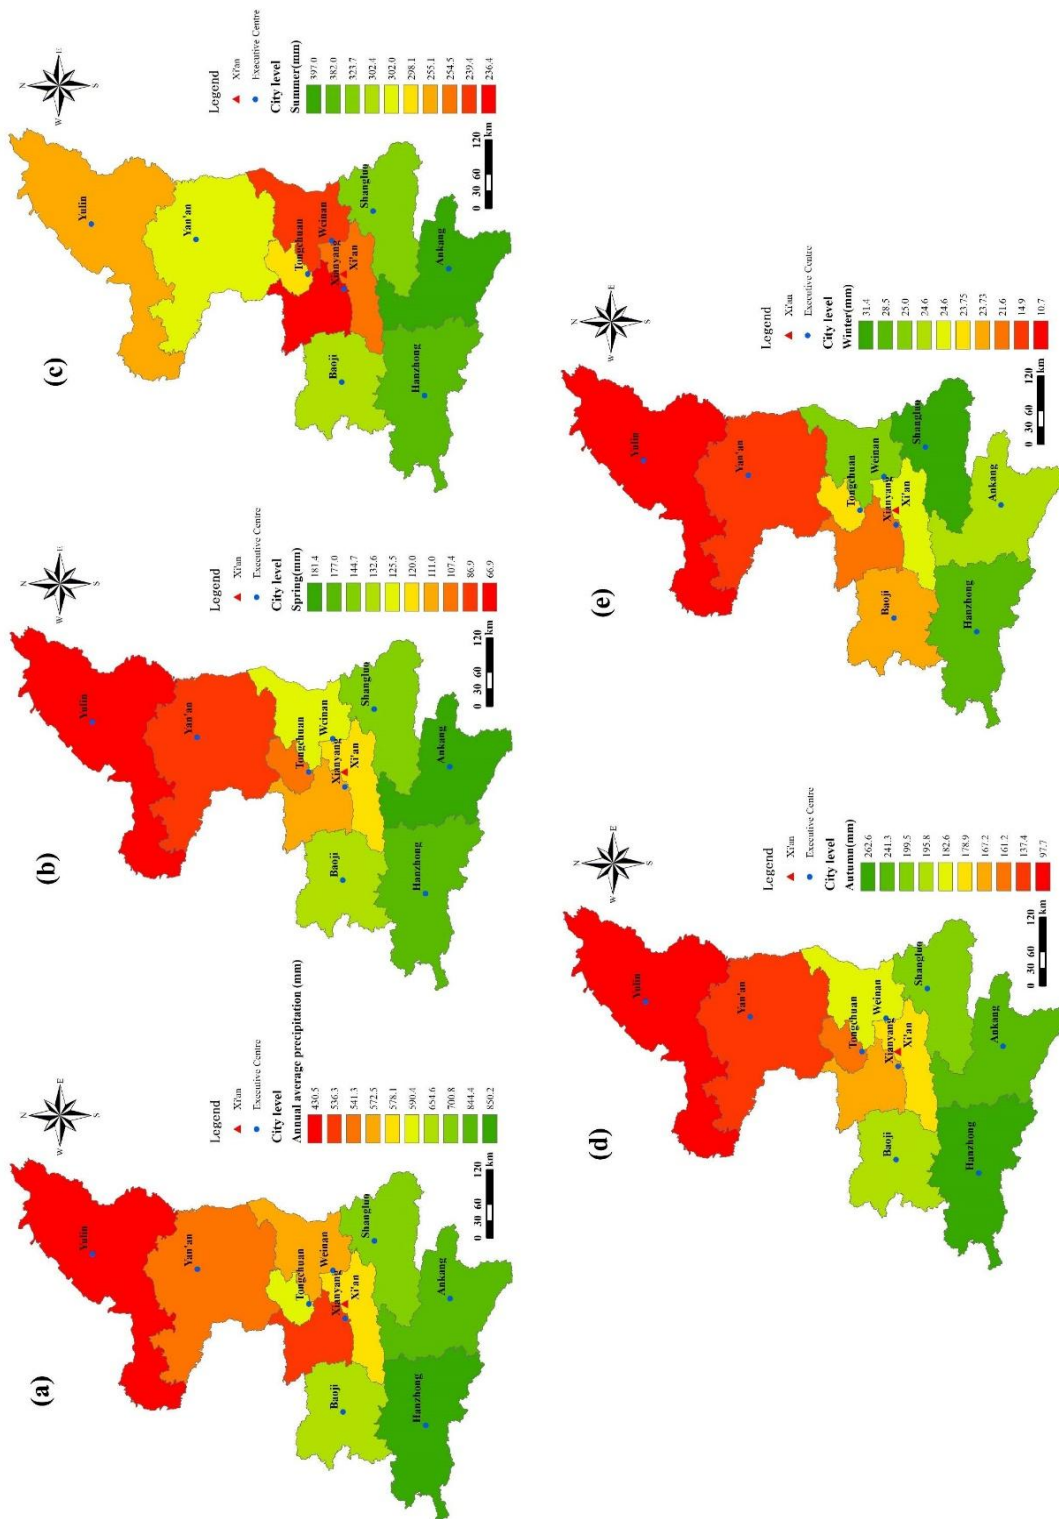 (a)
N
W
E
S
Yulin
Yan'an
Tongchuan
Weinan
Baoji
Xianyang
Xi'an
Shangluo
Hanzhong
Ankang
Legend
Xi'an
Executive Centre
City level
Annual average precipitation (mm)
430.5
536.3
541.3
572.5
578.1
590.4
654.6
700.8
844.4
850.2
0 30 60 120
km
(b)
N
W
E
S
Yulin
Yan'an
Tongchuan
Weinan
Baoji
Xianyang
Xi'an
Shangluo
Hanzhong
Ankang
Legend
Xi'an
Executive Centre
City level
Spring(mm)
181.4
177.0
144.7
132.6
125.5
120.0
111.0
107.4
86.9
66.9
0 30 60 120
km
(c)
N
W
E
S
Yulin
Yan'an
Tongchuan
Weinan
Baoji
Xianyang
Xi'an
Shangluo
Hanzhong
Ankang
Legend
Xi'an
Executive Centre
City level
Summer(mm)
397.0
382.0
323.7
302.4
302.0
298.1
255.1
254.5
239.4
236.4
0 30 60 120
km
(d)
N
W
E
S
Yulin
Yan'an
Tongchuan
Weinan
Baoji
Xianyang
Xi'an
Shangluo
Hanzhong
Ankang
Legend
Xi'an
Executive Centre
City level
Autumn(mm)
262.6
241.3
199.5
195.8
182.6
178.9
167.2
161.2
137.4
97.7
0 30 60 120
km
(e)
N
W
E
S
Yulin
Yan'an
Tongchuan
Weinan
Baoji
Xianyang
Xi'an
Shangluo
Hanzhong
Ankang
Legend
Xi'an
Executive Centre
City level
Winter(mm)
31.4
28.5
25.0
24.6
24.6
23.75
23.73
21.6
14.9
10.7
0 30 60 120
km